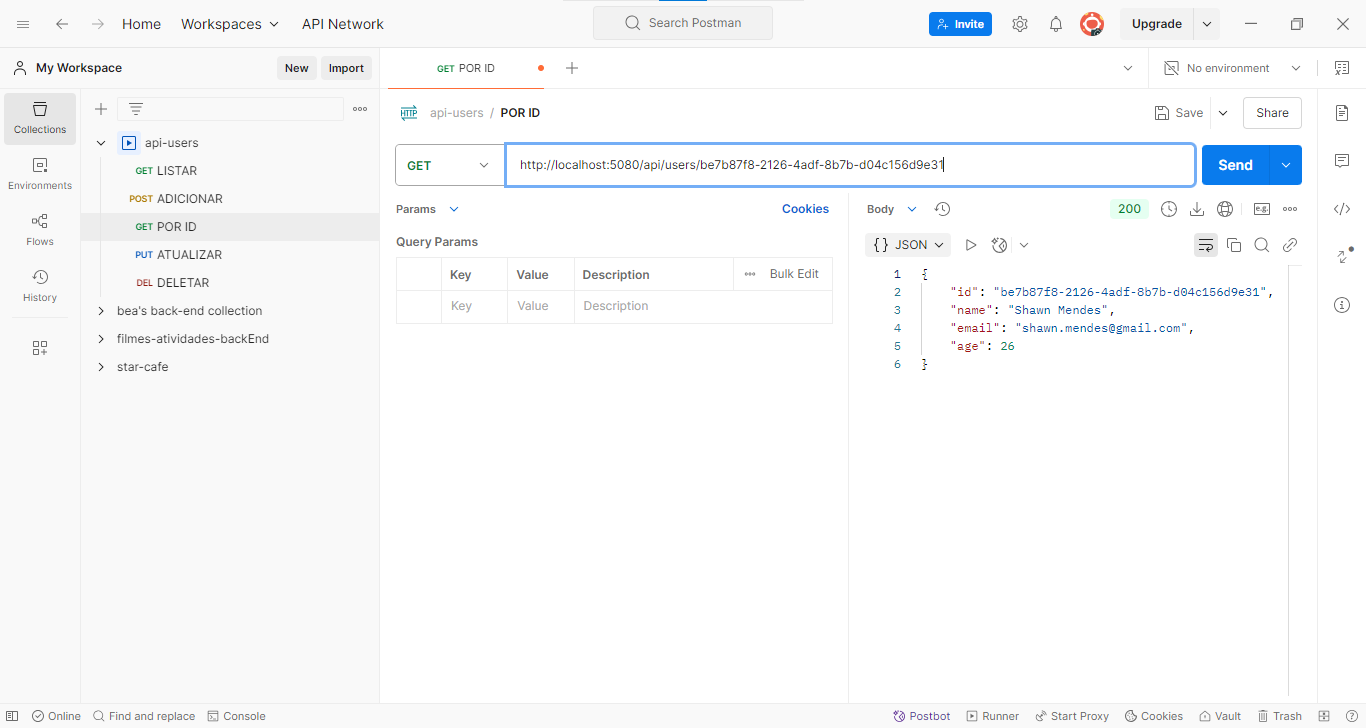 Home Workspaces API Network Search Postman Invite Upgrade
My Workspace New Import GET POR ID No environment
Collections
Environments
Flows
History
api-users
GET LISTAR
POST ADICIONAR
GET POR ID
PUT ATUALIZAR
DEL DELETAR
bea's back-end collection
filmes-atividades-backEnd
star-cafe
HTTP api-users / POR ID Save Share
GET http://localhost:5080/api/users/be7b87f8-2126-4adf-8b7b-d04c156d9e31 Send
Params Cookies
Query Params
Key Value Description Bulk Edit
Key Value Description
Body 200 e.g.
{} JSON
1 {
2 "id": "be7b87f8-2126-4adf-8b7b-d04c156d9e31",
3 "name": "Shawn Mendes",
4 "email": "shawn.mendes@gmail.com",
5 "age": 26
6 }
Online Find and replace Console Postbot Runner Start Proxy Cookies Vault Trash